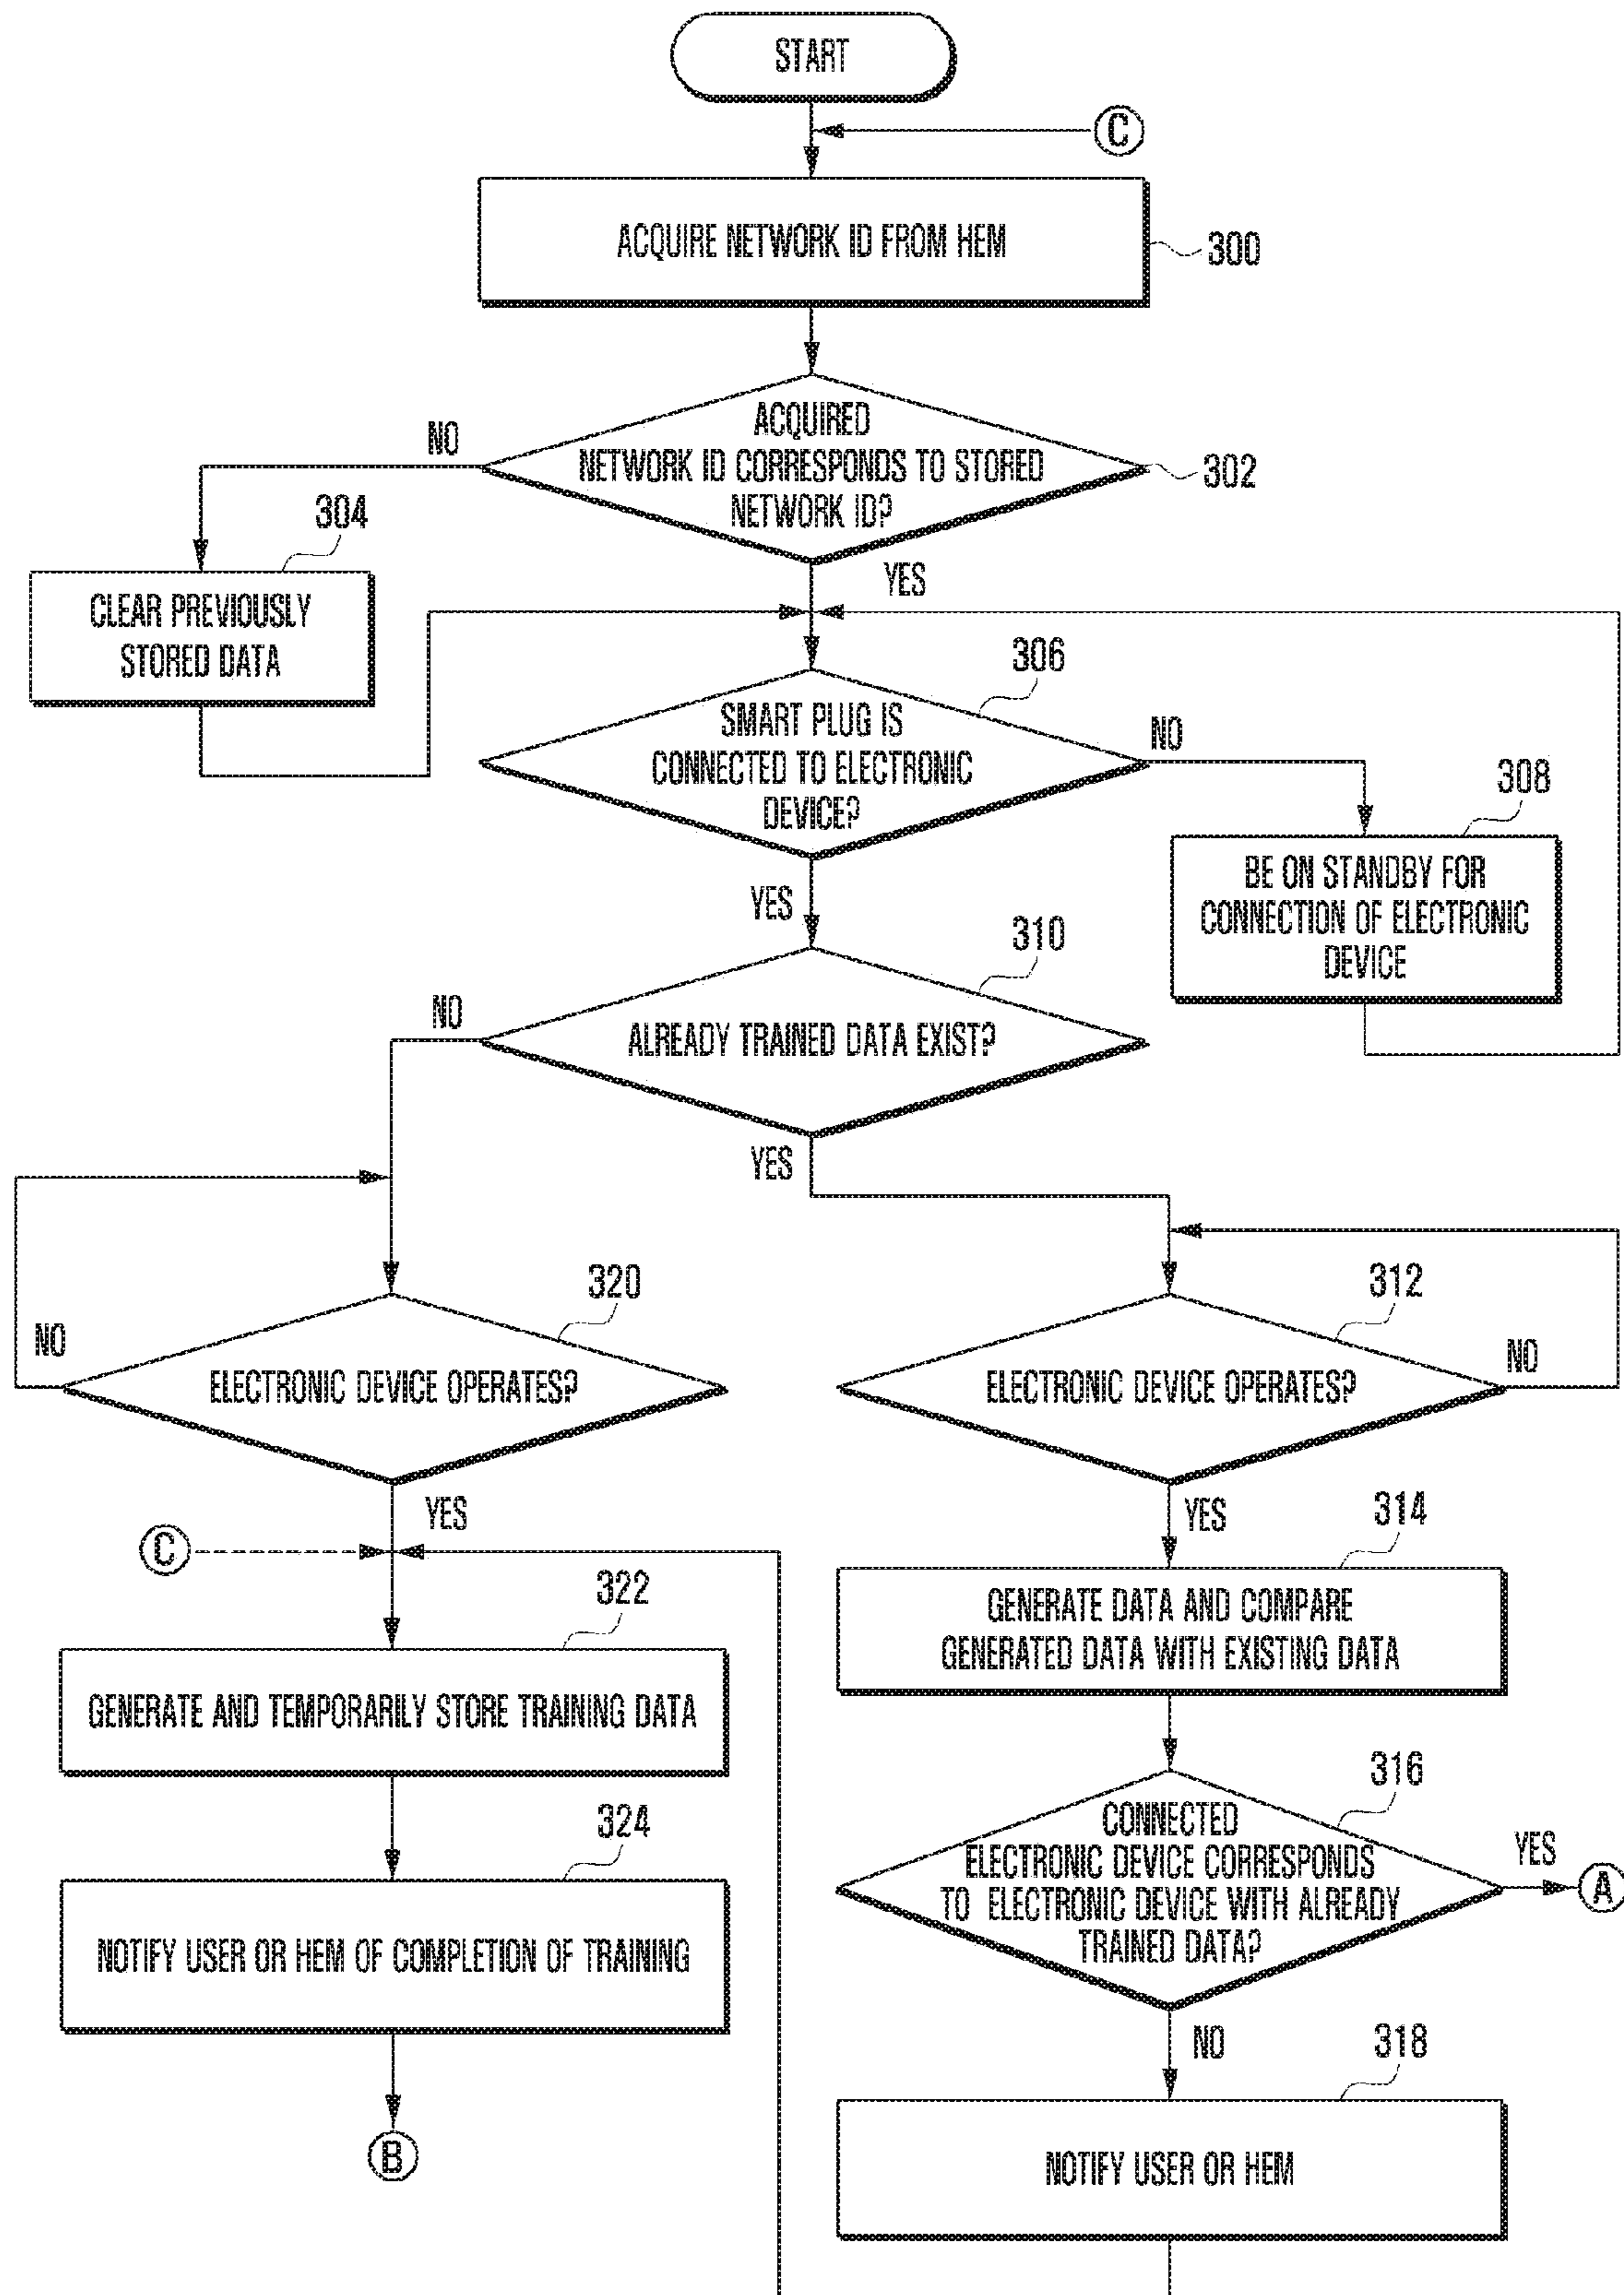 START
C
ACQUIRE NETWORK ID FROM HEM
300
ACQUIRED
NETWORK ID CORRESPONDS TO STORED
NETWORK ID?
302
NO
304
YES
CLEAR PREVIOUSLY
STORED DATA
306
SMART PLUG IS
CONNECTED TO ELECTRONIC
DEVICE?
NO
308
BE ON STANDBY FOR
CONNECTION OF ELECTRONIC
DEVICE
YES
310
NO
ALREADY TRAINED DATA EXIST?
YES
320
NO
ELECTRONIC DEVICE OPERATES?
312
ELECTRONIC DEVICE OPERATES?
NO
YES
C
322
GENERATE AND TEMPORARILY STORE TRAINING DATA
324
NOTIFY USER OR HEM OF COMPLETION OF TRAINING
B
YES
314
GENERATE DATA AND COMPARE
GENERATED DATA WITH EXISTING DATA
316
CONNECTED
ELECTRONIC DEVICE CORRESPONDS
TO ELECTRONIC DEVICE WITH ALREADY
TRAINED DATA?
YES
A
NO
318
NOTIFY USER OR HEM